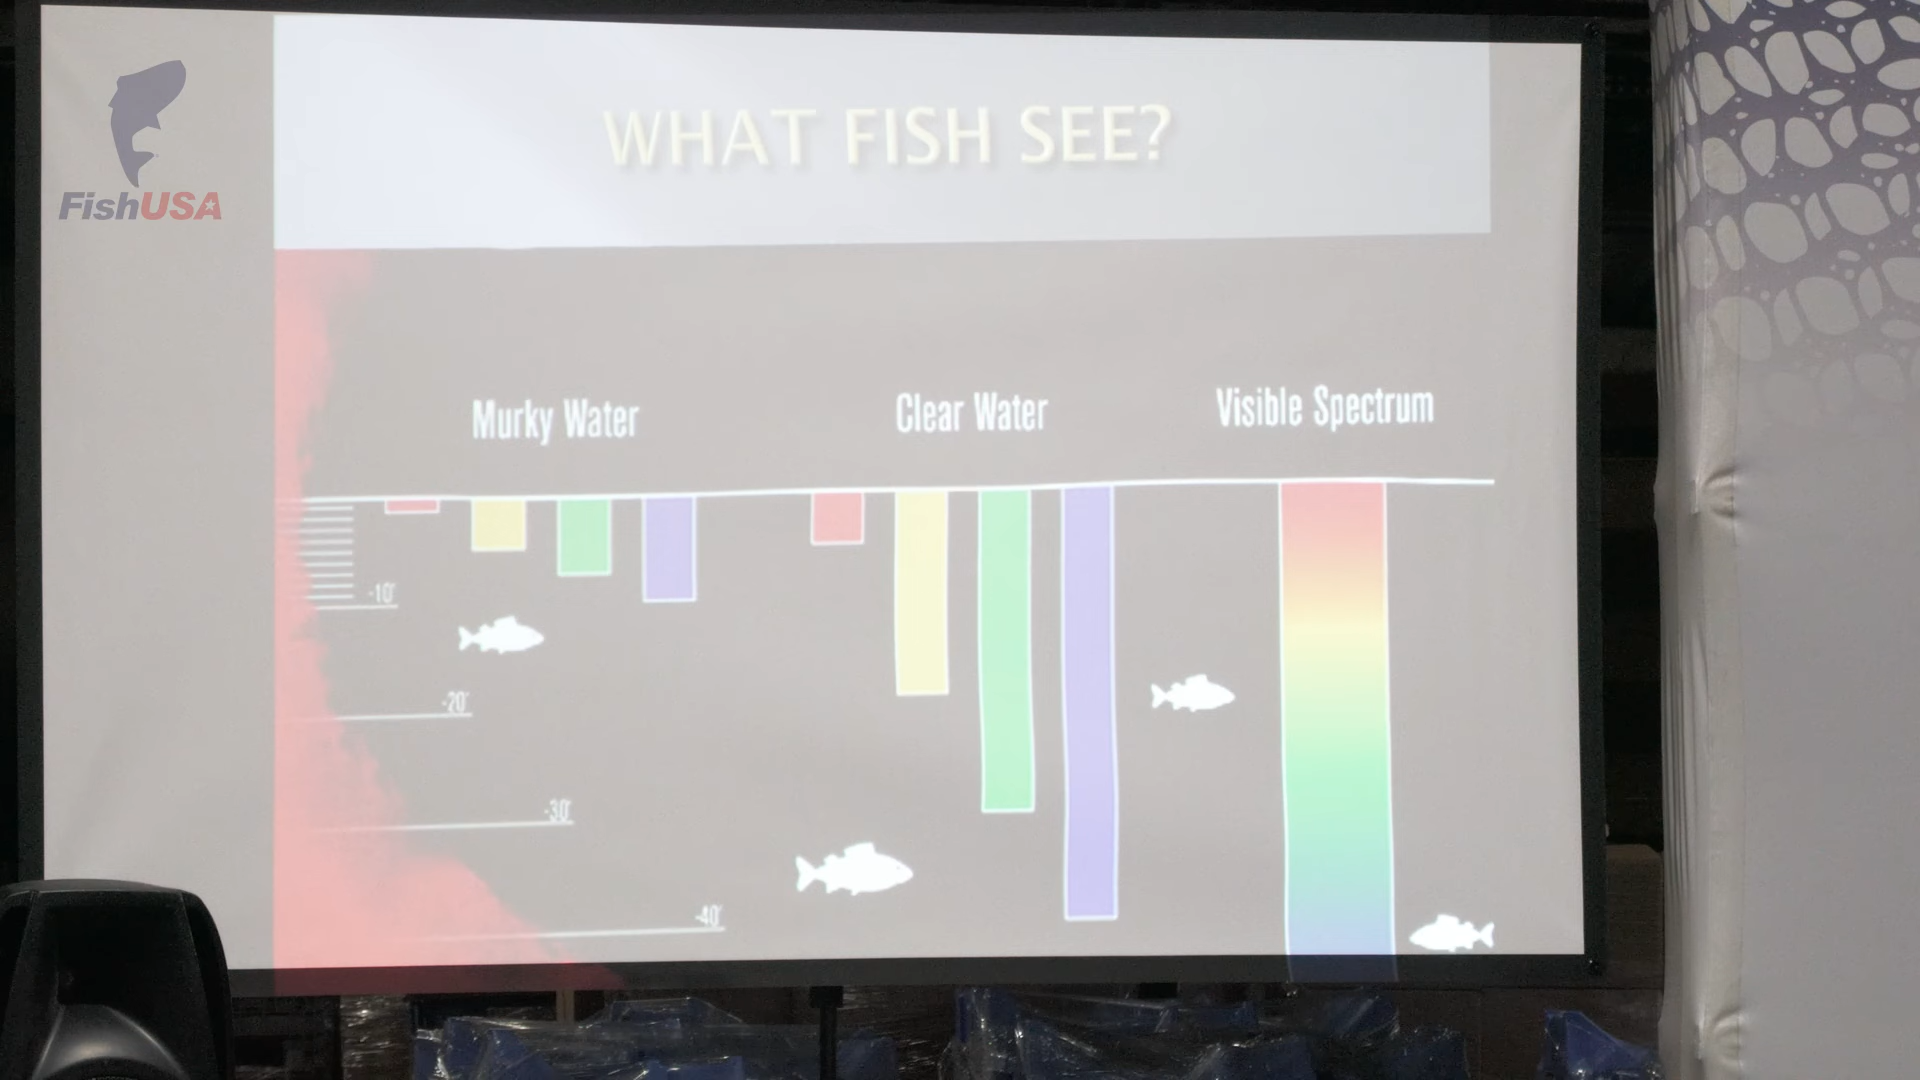 FishUSA
WHAT FISH SEE?
Murky Water
Clear Water
Visible Spectrum
-10'
-20'
-30'
-40'